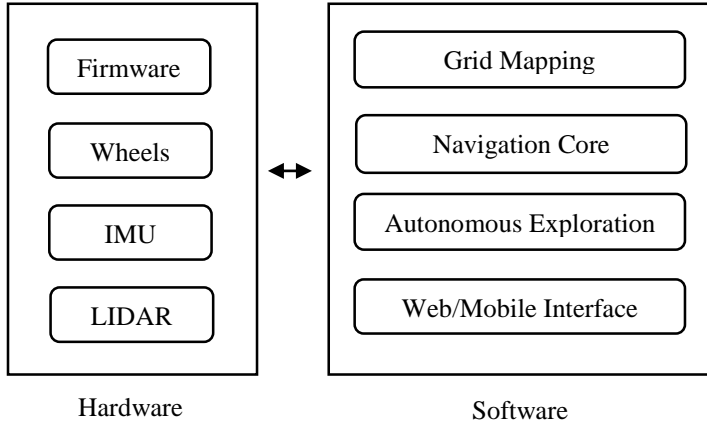 Firmware
Wheels
IMU
LIDAR
Hardware
Grid Mapping
Navigation Core
Autonomous Exploration
Web/Mobile Interface
Software